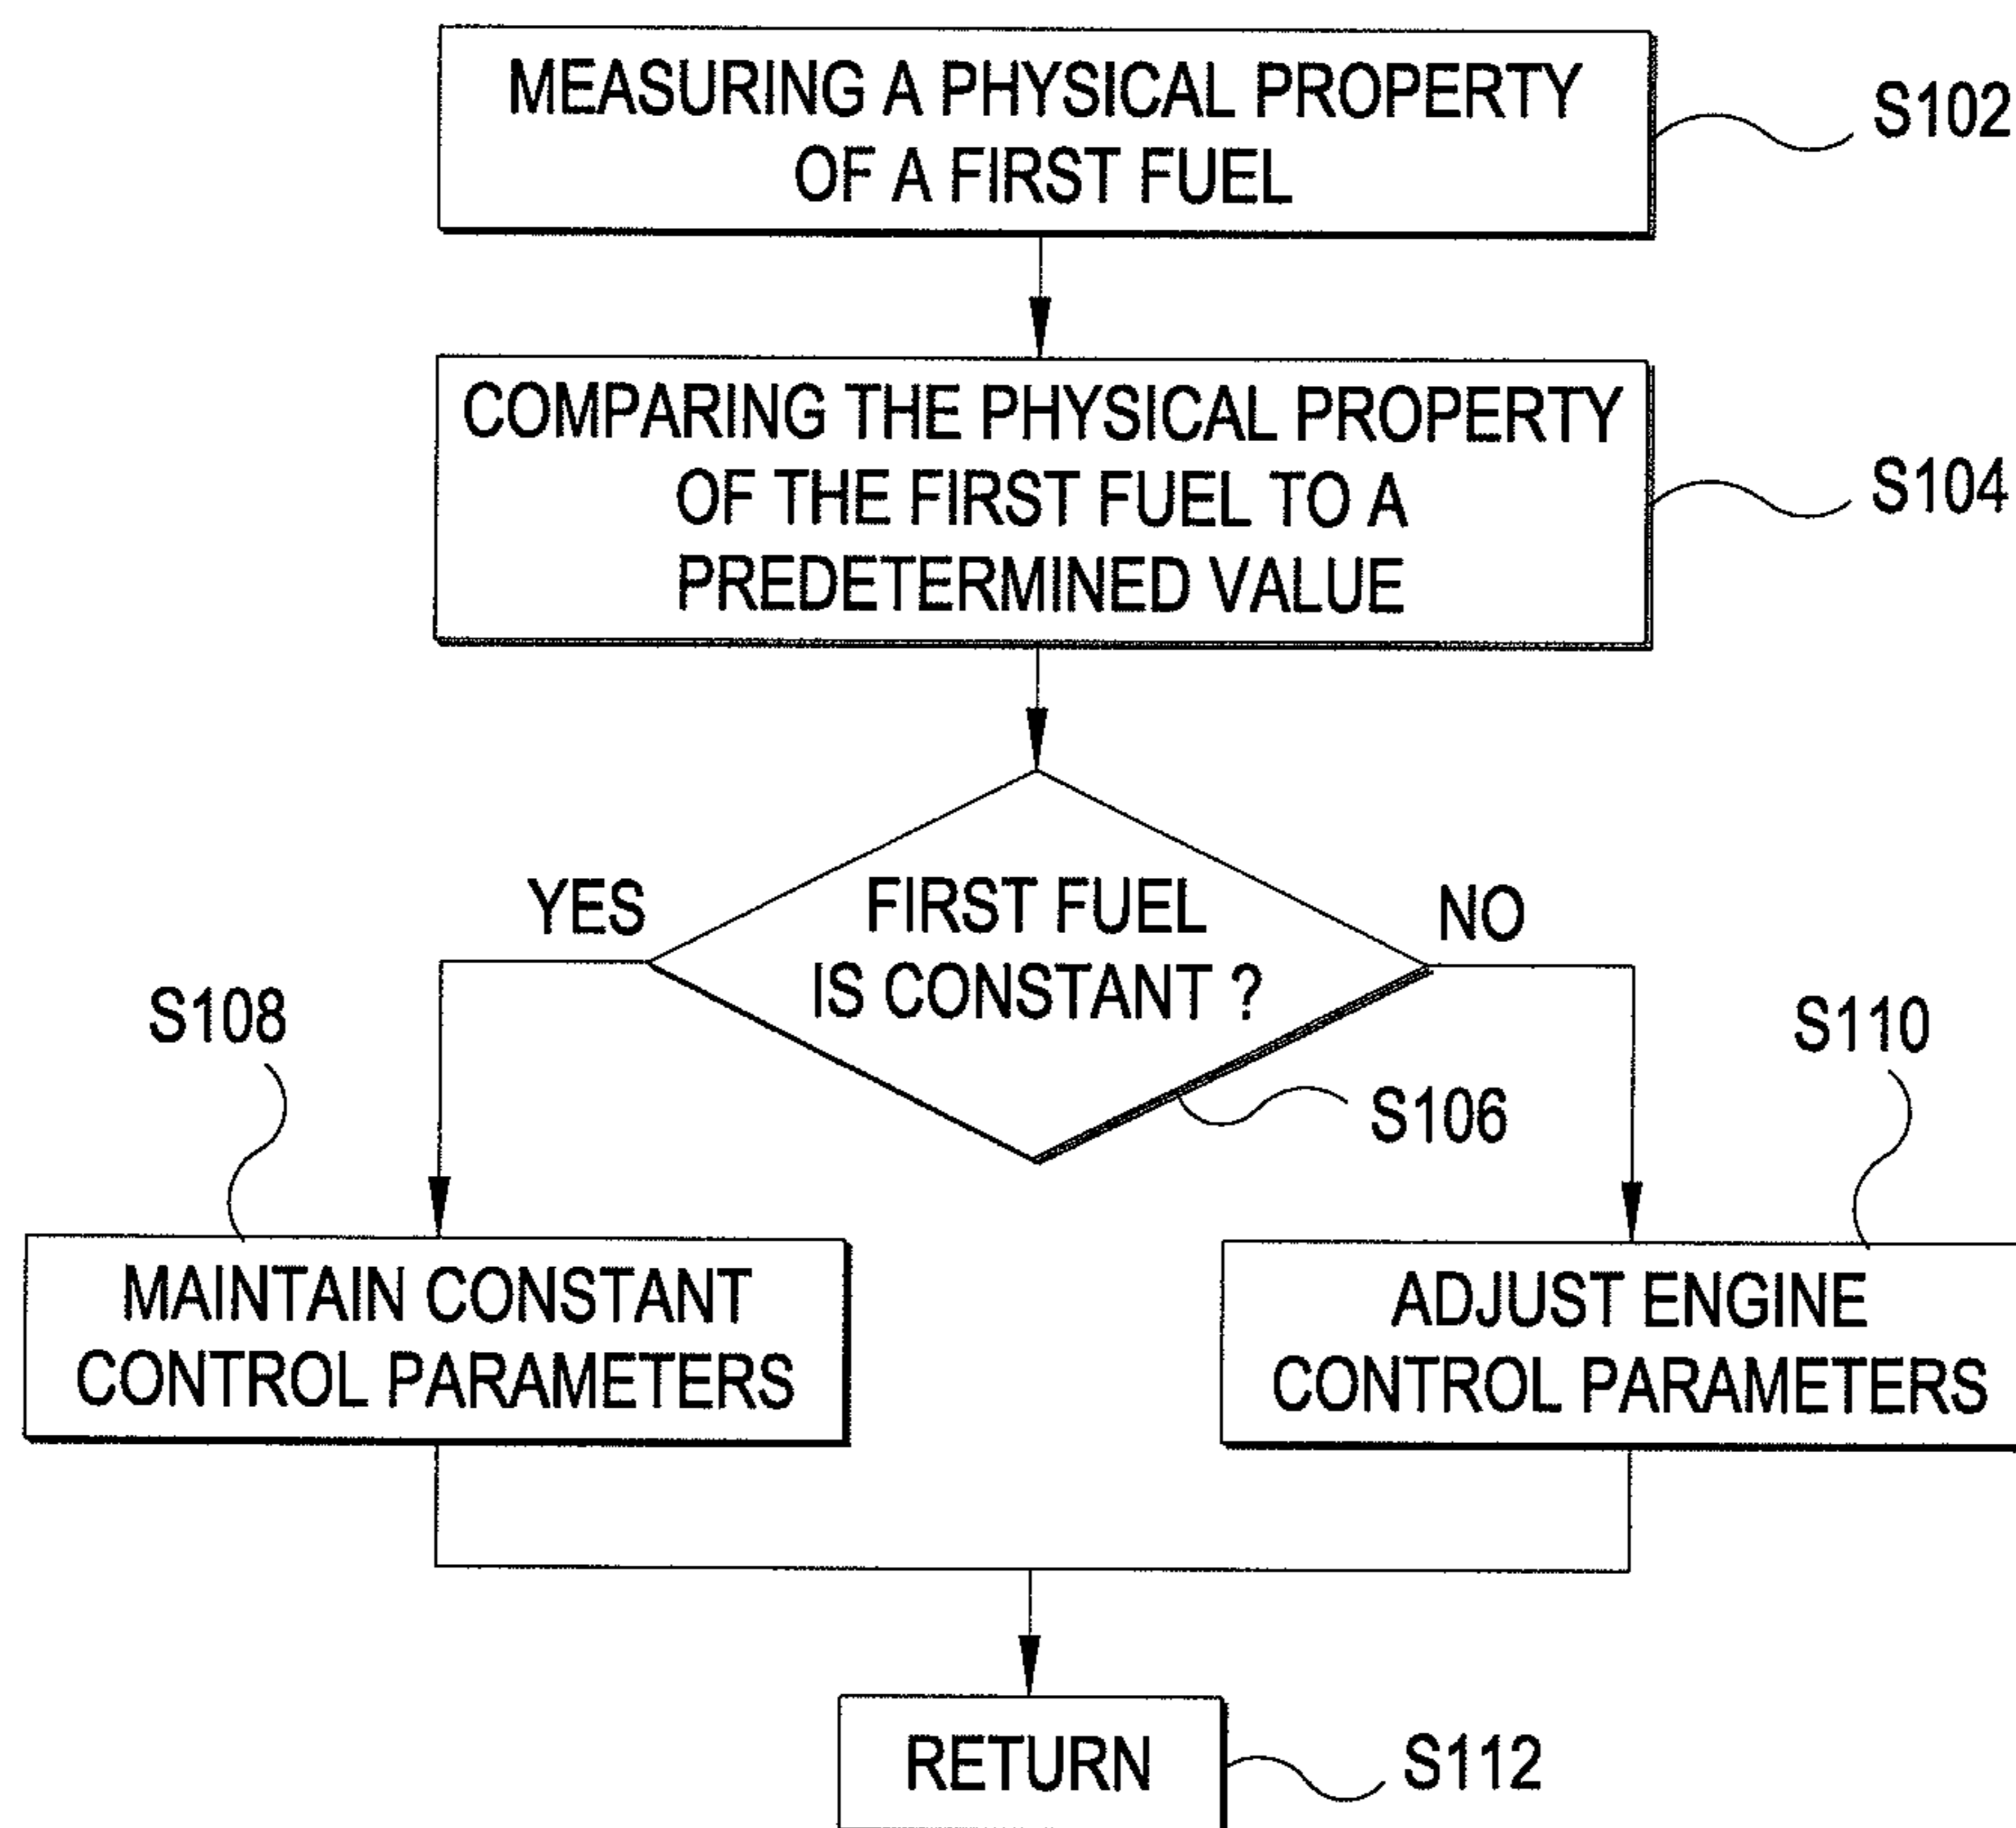 MEASURING A PHYSICAL PROPERTY
OF A FIRST FUEL
S102
COMPARING THE PHYSICAL PROPERTY
OF THE FIRST FUEL TO A
PREDETERMINED VALUE
S104
YES
FIRST FUEL
IS CONSTANT ?
NO
S106
S108
S110
MAINTAIN CONSTANT
CONTROL PARAMETERS
ADJUST ENGINE
CONTROL PARAMETERS
RETURN
S112